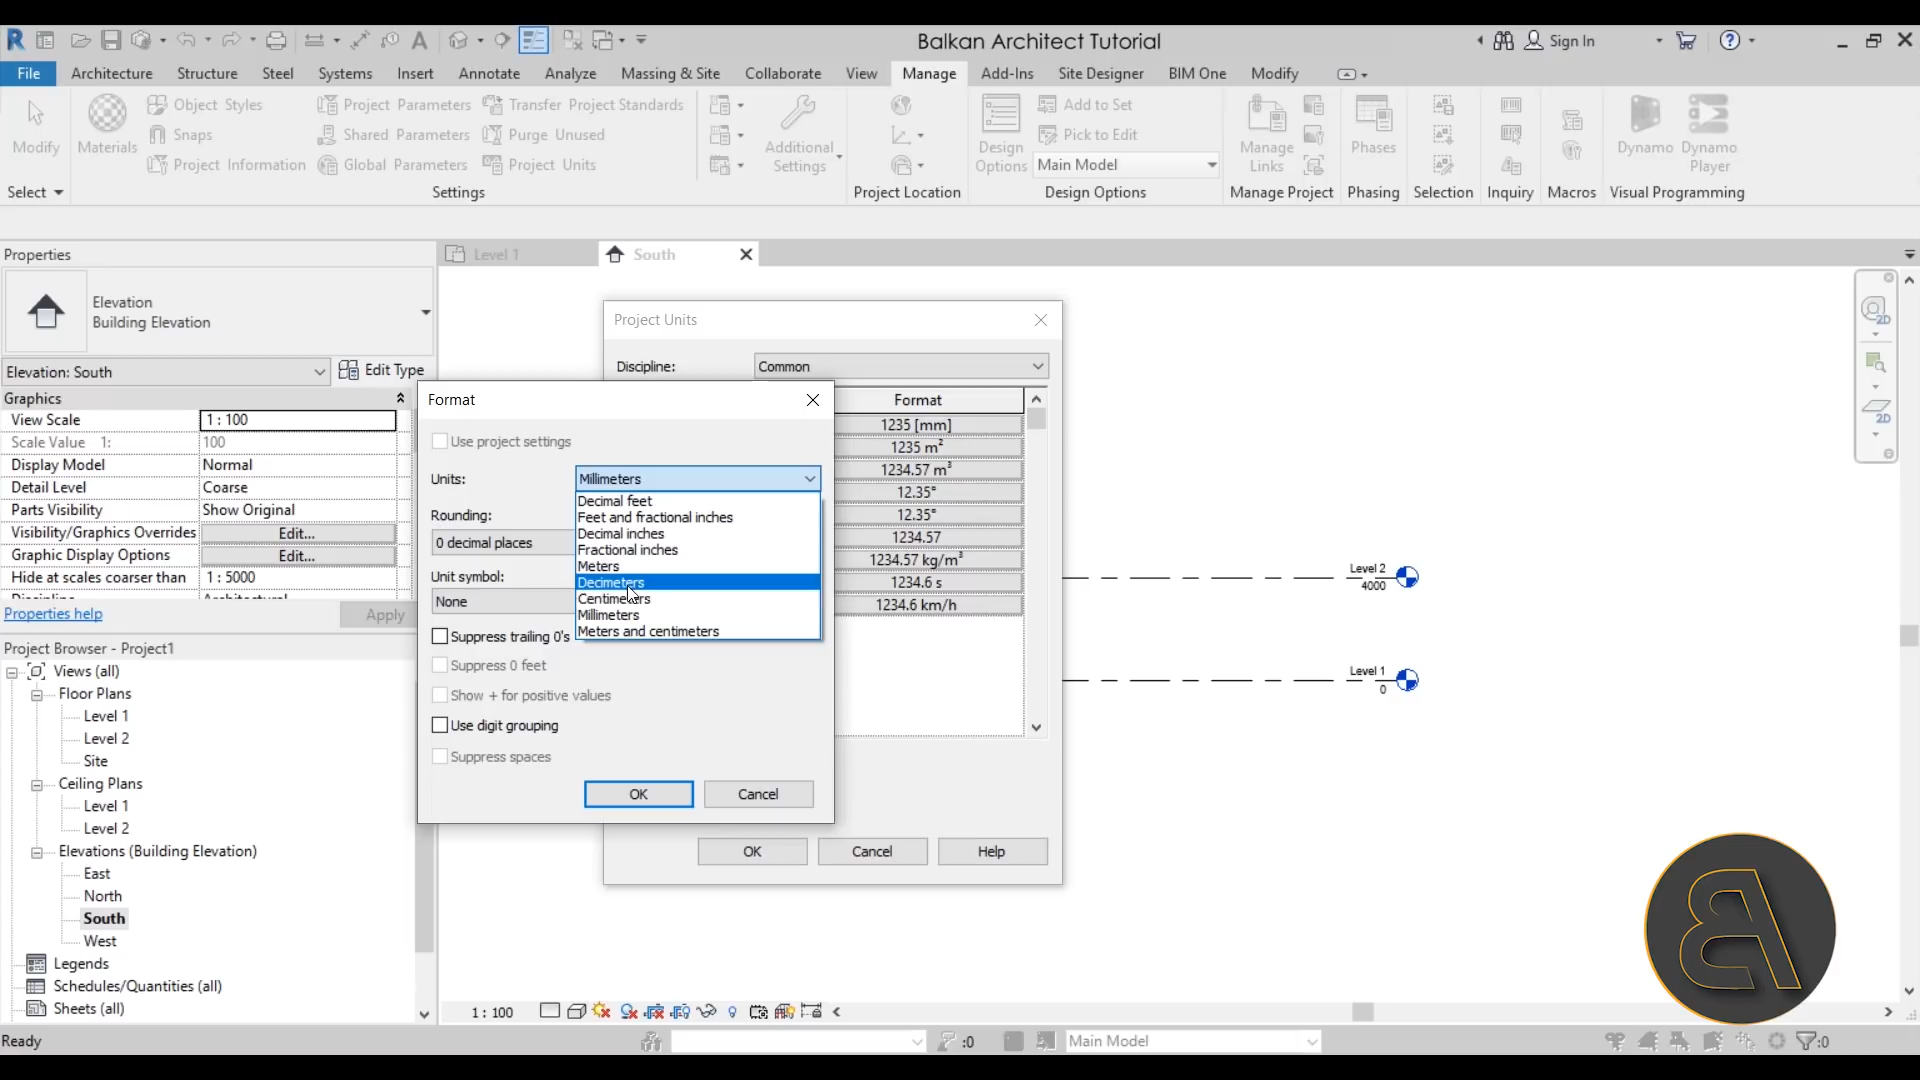 Balkan Architect Tutorial
Sign In
File Architecture Structure Steel Systems Insert Annotate Analyze Massing & Site Collaborate View Manage Add-Ins Site Designer BIM One Modify
Modify
Materials
Object Styles
Snaps
Project Information
Project Parameters
Shared Parameters
Global Parameters
Transfer Project Standards
Purge Unused
Project Units
Additional
Settings
Design
Options
Add to Set
Pick to Edit
Main Model
Manage
Links
Phases
Dynamo
Dynamo
Player
Select Settings Project Location Design Options Manage Project Phasing Selection Inquiry Macros Visual Programming
Properties
Level 1
South
Elevation
Building Elevation
Elevation: South
Edit Type
Graphics
View Scale 1 : 100
Scale Value 1: 100
Display Model Normal
Detail Level Coarse
Parts Visibility Show Original
Visibility/Graphics Overrides Edit...
Graphic Display Options Edit...
Hide at scales coarser than 1 : 5000
Properties help
Apply
Project Browser - Project1
Views (all)
Floor Plans
Level 1
Level 2
Site
Ceiling Plans
Level 1
Level 2
Elevations (Building Elevation)
East
North
South
West
Legends
Schedules/Quantities (all)
Sheets (all)
Project Units
Discipline: Common
Format
1235 [mm]
1235 m²
1234.57 m³
12.35°
12.35°
1234.57
1234.57 kg/m³
1234.6 s
1234.6 km/h
OK Cancel Help
Format
Use project settings
Units: Millimeters
Decimal feet
Feet and fractional inches
Decimal inches
Fractional inches
Meters
Decimeters
Centimeters
Millimeters
Meters and centimeters
Rounding:
0 decimal places
Unit symbol:
None
Suppress trailing 0's
Suppress 0 feet
Show + for positive values
Use digit grouping
Suppress spaces
OK Cancel
Level 2
4000
Level 1
0
2D
2D
1 : 100
Ready
:0
Main Model
:0